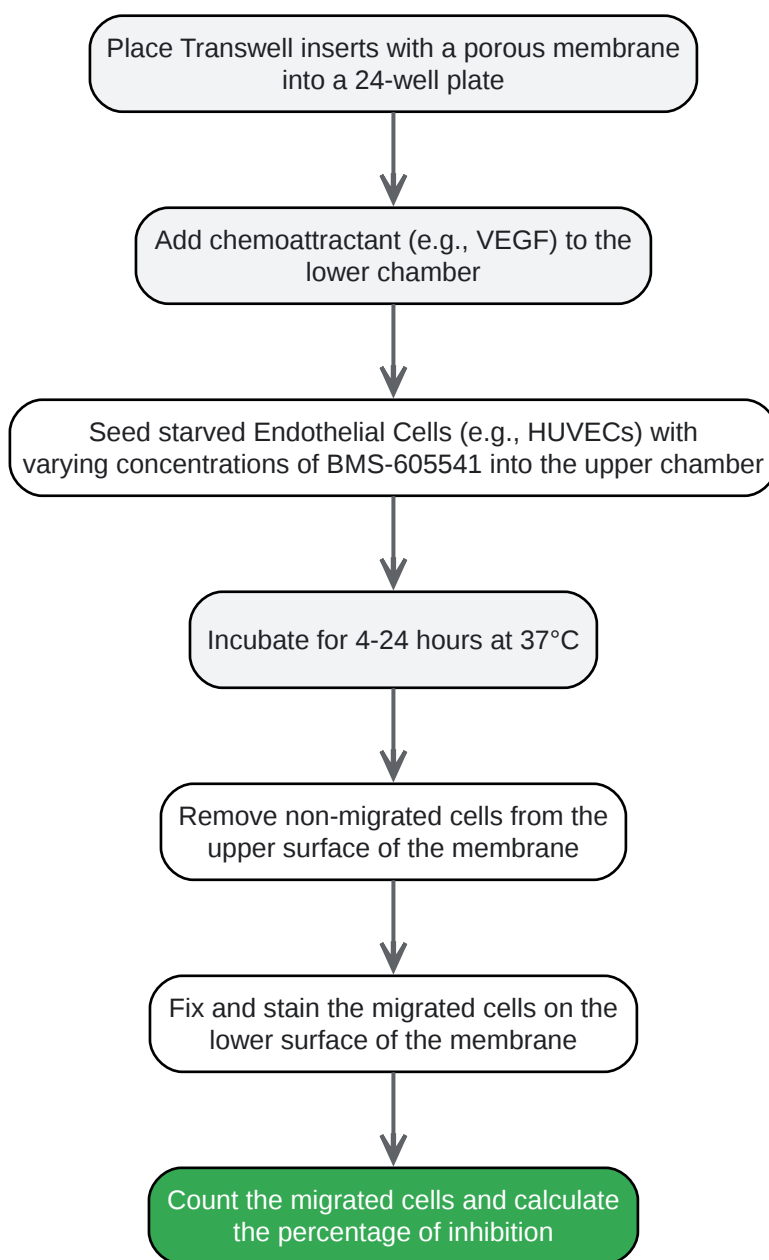 Place Transwell inserts with a porous membrane
into a 24-well plate
Add chemoattractant (e.g., VEGF) to the
lower chamber
Seed starved Endothelial Cells (e.g., HUVECs) with
varying concentrations of BMS-605541 into the upper chamber
Incubate for 4-24 hours at 37°C
Remove non-migrated cells from the
upper surface of the membrane
Fix and stain the migrated cells on the
lower surface of the membrane
Count the migrated cells and calculate
the percentage of inhibition